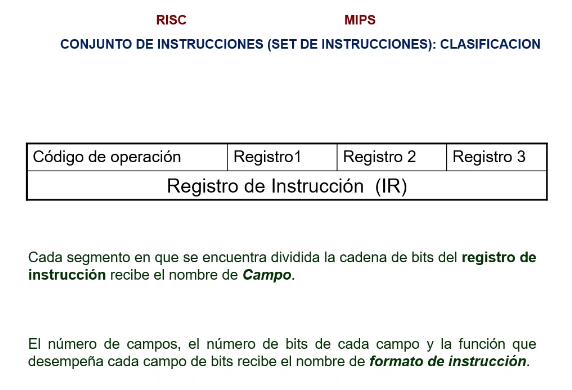 RISC MIPS
CONJUNTO DE INSTRUCCIONES (SET DE INSTRUCCIONES): CLASIFICACION
Código de operación Registro1 Registro 2 Registro 3
Registro de Instrucción (IR)
Cada segmento en que se encuentra dividida la cadena de bits del registro de
instrucción recibe el nombre de Campo.
El número de campos, el número de bits de cada campo y la función que
desempeña cada campo de bits recibe el nombre de formato de instrucción.